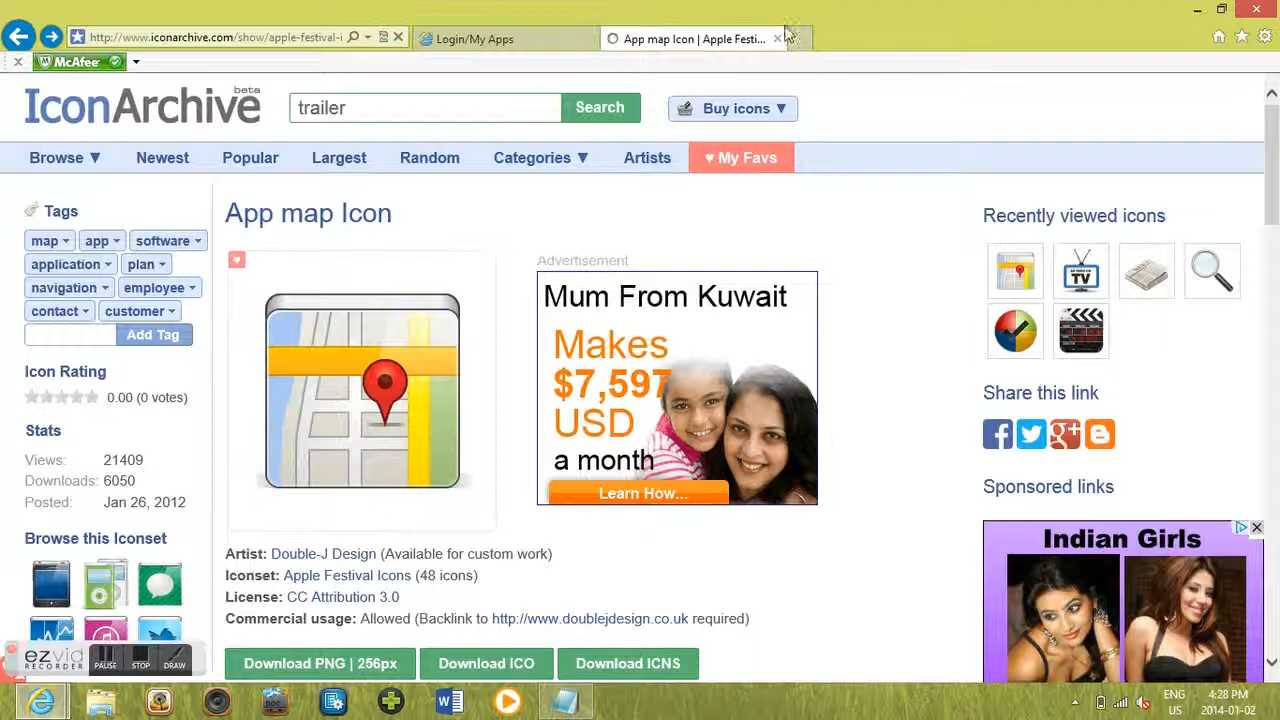 http://www.iconarchive.com/show/apple-festival-i
Login/My Apps
App map Icon | Apple Festi...
McAfee
IconArchive beta
trailer
Search
Buy icons ▼
Browse ▼
Newest
Popular
Largest
Random
Categories ▼
Artists
♥ My Favs
Tags
map
app
software
application
plan
navigation
employee
contact
customer
Add Tag
Icon Rating
0.00 (0 votes)
Stats
Views: 21409
Downloads: 6050
Posted: Jan 26, 2012
Browse this Iconset
App map Icon
Advertisement
Mum From Kuwait
Makes
$7,597
USD
a month
Learn How...
Artist: Double-J Design (Available for custom work)
Iconset: Apple Festival Icons (48 icons)
License: CC Attribution 3.0
Commercial usage: Allowed (Backlink to http://www.doublejdesign.co.uk required)
Download PNG | 256px
Download ICO
Download ICNS
Recently viewed icons
AS SEEN ON
TV
Share this link
Sponsored links
Indian Girls
ezvid
RECORDER
PAUSE
STOP
DRAW
ENG
US
4:28 PM
2014-01-02